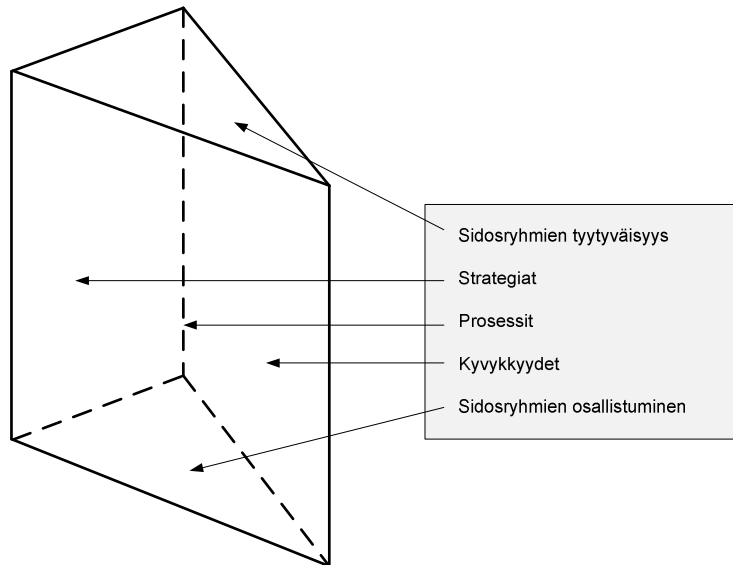 Sidosryhmien tyytyväisyys
Strategiat
Prosessit
Kyvykkyydet
Sidosryhmien osallistuminen